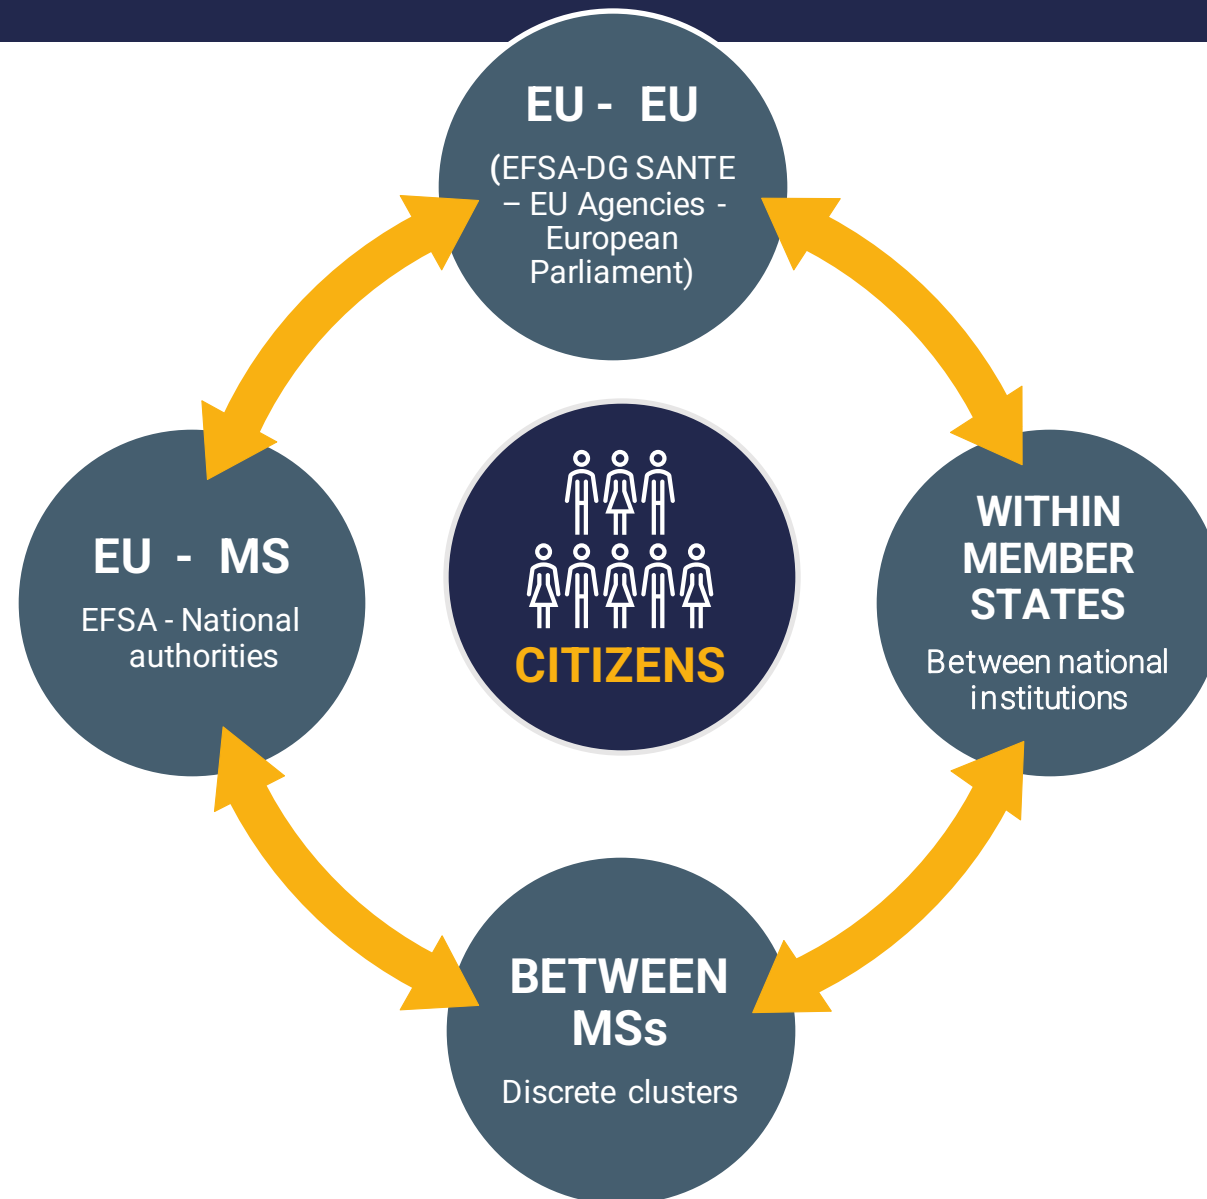 EU - EU
(EFSA-DG SANTE
– EU Agencies -
European
Parliament)
EU - MS
EFSA - National
authorities
CITIZENS
WITHIN
MEMBER
STATES
Between national
institutions
BETWEEN
MSs
Discrete clusters